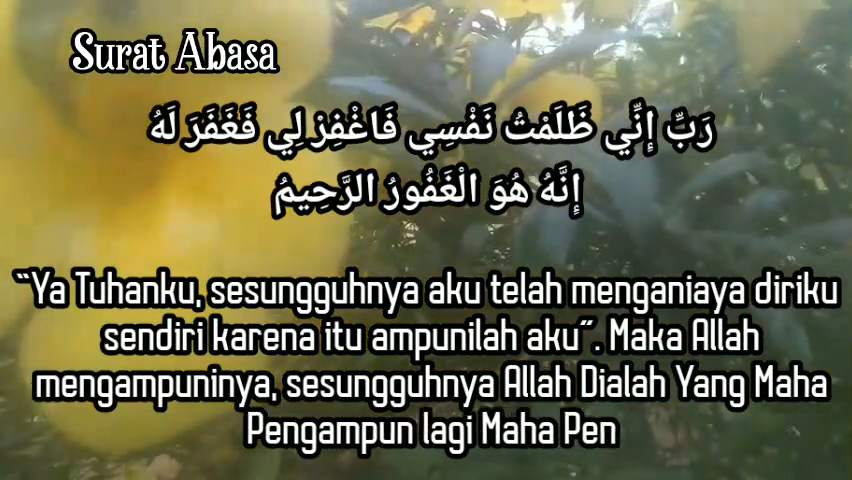 Surat Abasa
رَبِّ إِنِّي ظَلَمْتُ نَفْسِي فَاغْفِرْ لِي فَغَفَرَ لَهُ
إِنَّهُ هُوَ الْغَفُورُ الرَّحِيمُ
“Ya Tuhanku, sesungguhnya aku telah menganiaya diriku
sendiri karena itu ampunilah aku”. Maka Allah
mengampuninya, sesungguhnya Allah Dialah Yang Maha
Pengampun lagi Maha Pen